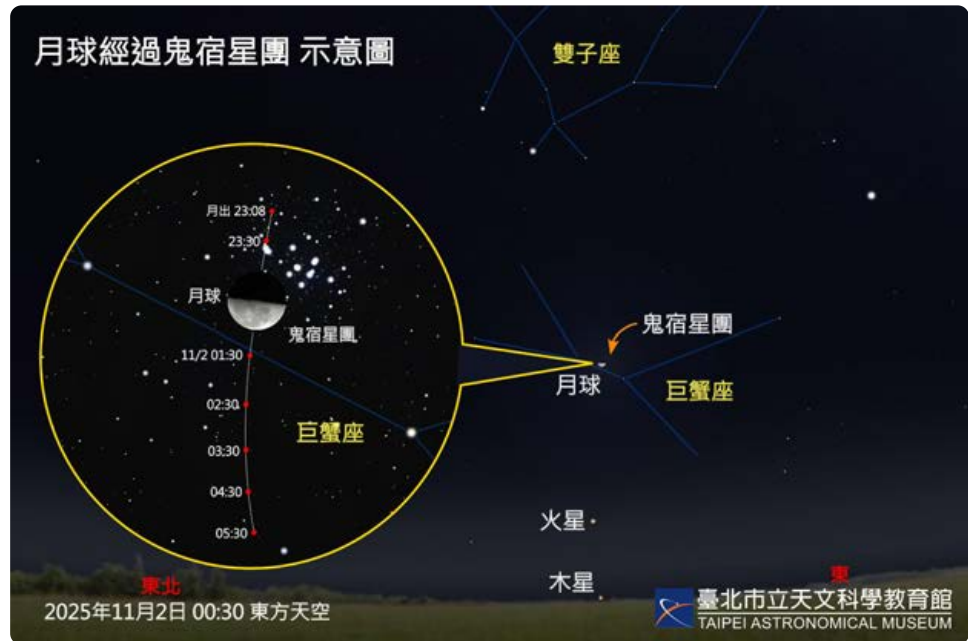 月球經過鬼宿星團 示意圖
雙子座
月出 23:08
23:30
月球
鬼宿星團
11/2 01:30
02:30
巨蟹座
03:30
04:30
05:30
鬼宿星團
月球
巨蟹座
火星
木星
東北
東
2025年11月2日 00:30 東方天空
臺北市立天文科學教育館
TAIPEI ASTRONOMICAL MUSEUM